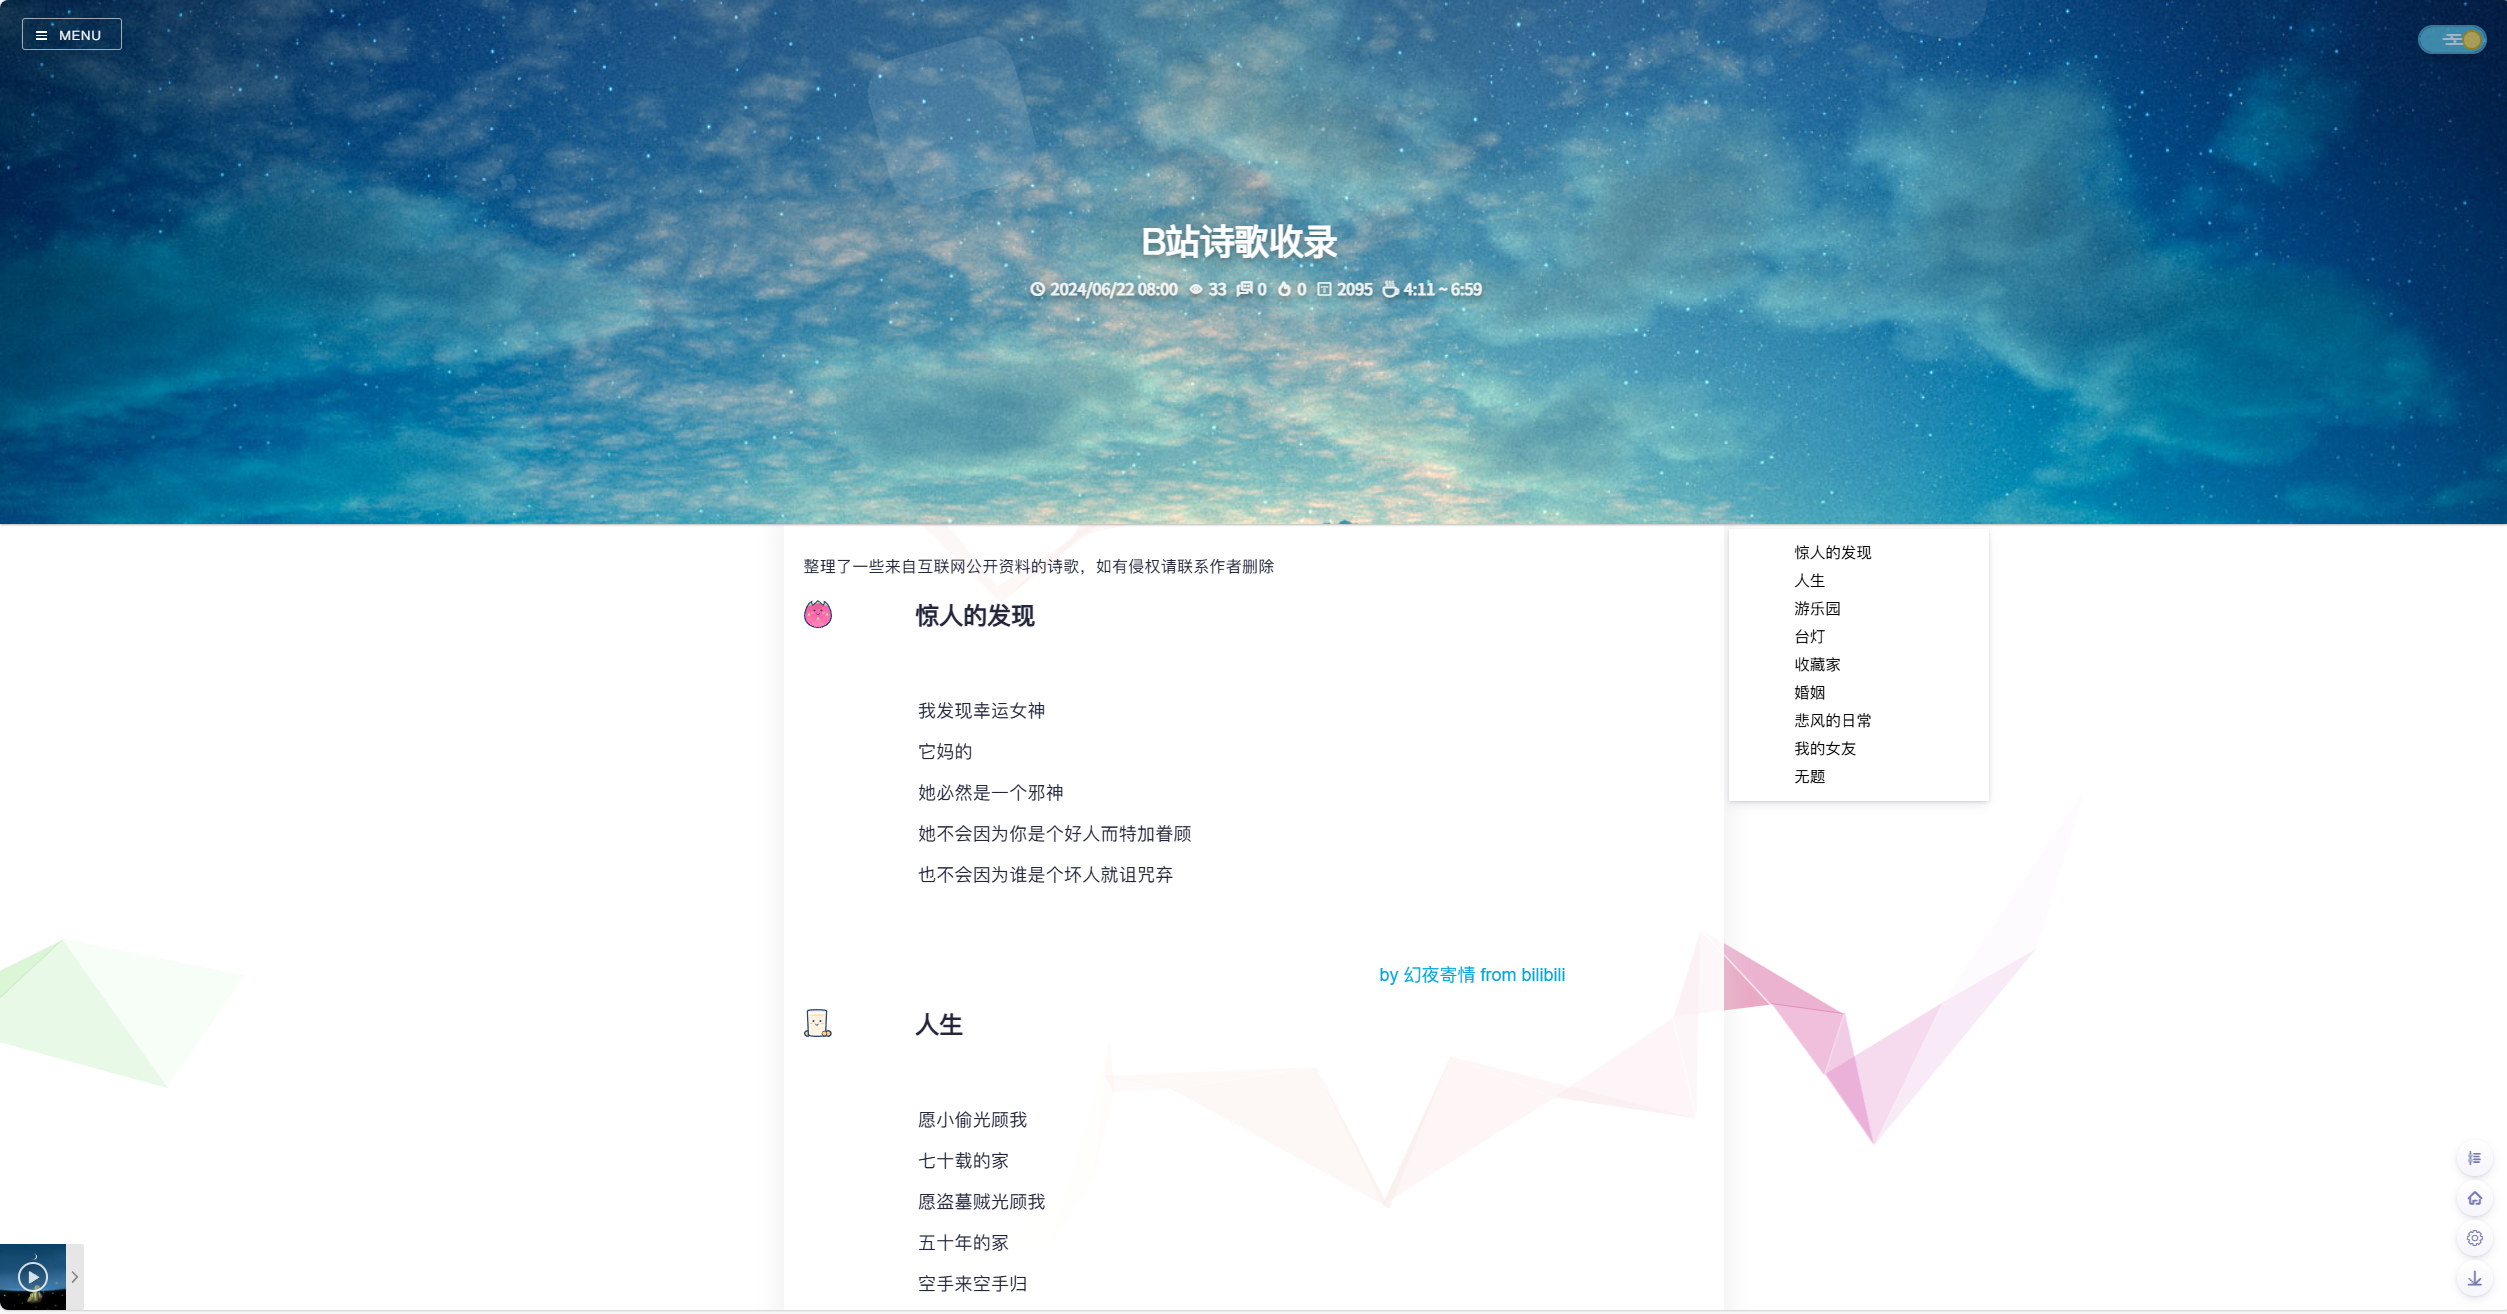 MENU
B站诗歌收录
2024/06/22 08:00 33 0 0 2095 4:11 ~ 6:59
整理了一些来自互联网公开资料的诗歌，如有侵权请联系作者删除
惊人的发现
我发现幸运女神
它妈的
她必然是一个邪神
她不会因为你是个好人而特加眷顾
也不会因为谁是个坏人就诅咒弃
by 幻夜寄情 from bilibili
人生
愿小偷光顾我
七十载的家
愿盗墓贼光顾我
五十年的冢
空手来空手归
惊人的发现
人生
游乐园
台灯
收藏家
婚姻
悲风的日常
我的女友
无题